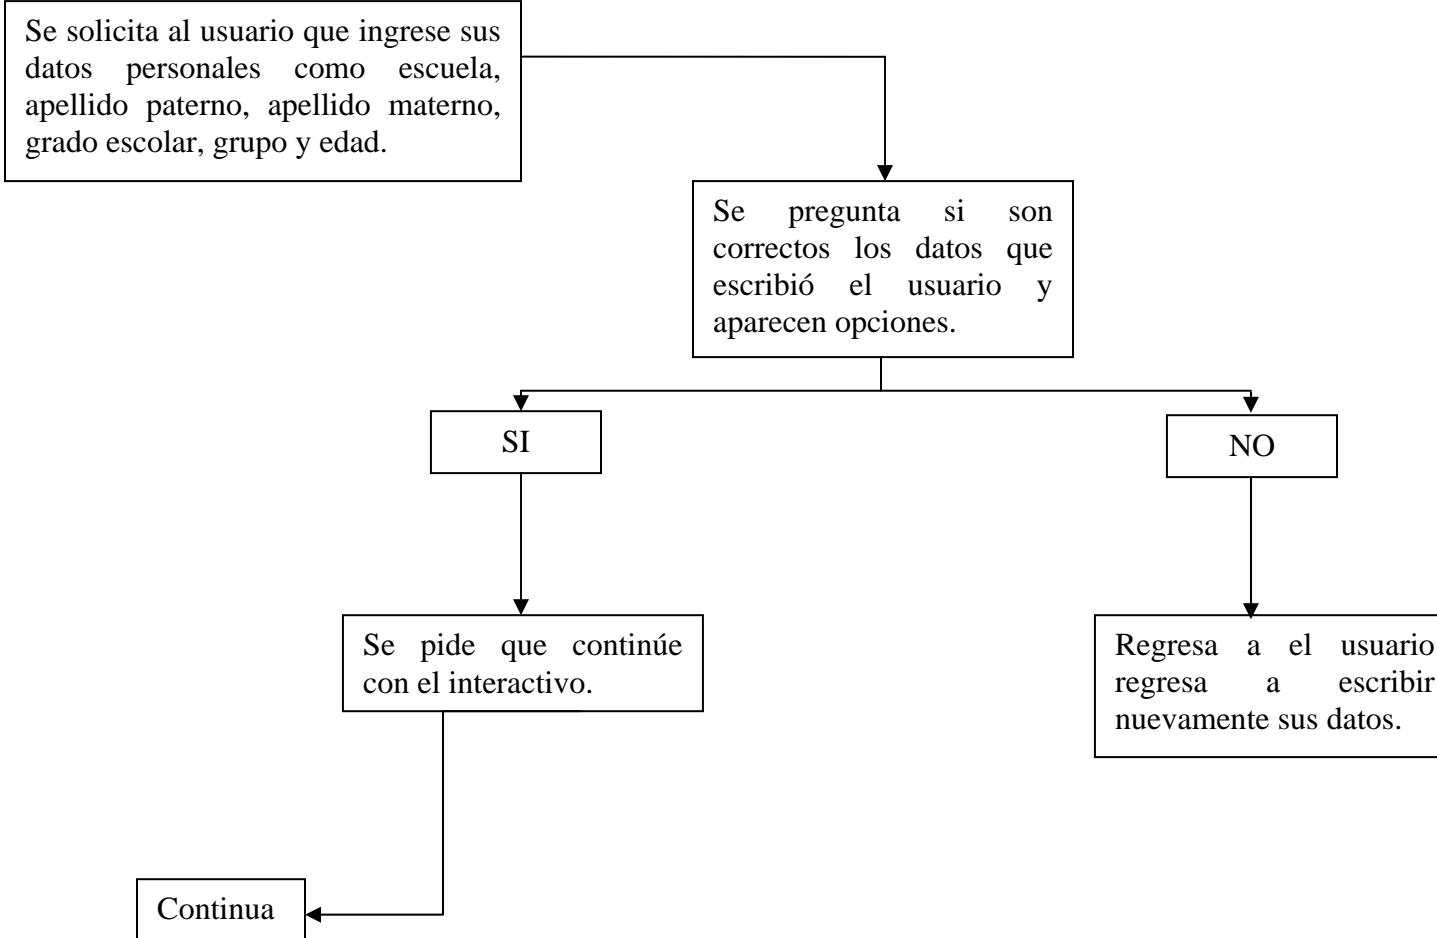 Se solicita al usuario que ingrese sus
datos personales como escuela,
apellido paterno, apellido materno,
grado escolar, grupo y edad.
Se pregunta si son
correctos los datos que
escribió el usuario y
aparecen opciones.
SI
NO
Se pide que continúe
con el interactivo.
Regresa a el usuario
regresa a escribir
nuevamente sus datos.
Continua